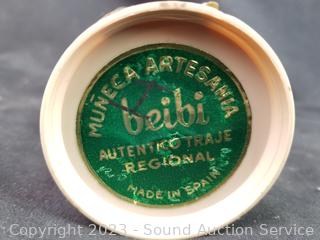 MUÑECA ARTESANIA
beibi
AUTENTICO TRAJE
REGIONAL
MADE IN SPAIN
Copyright 2023 - Sound Auction Service